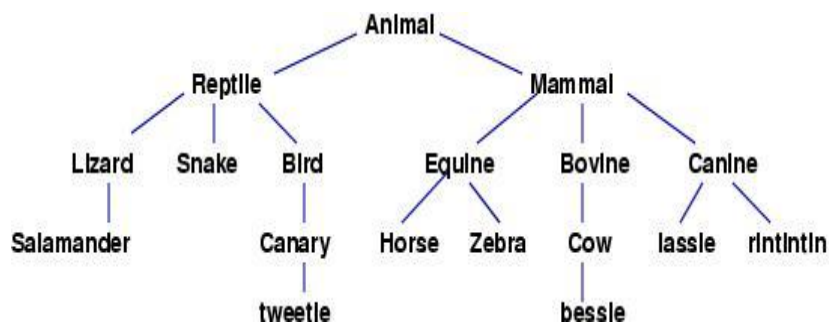 Animal
Reptile Mammal
Lizard Snake Bird Equine Bovine Canine
Salamander Canary Horse Zebra Cow lassie rintintin
tweetie bessie